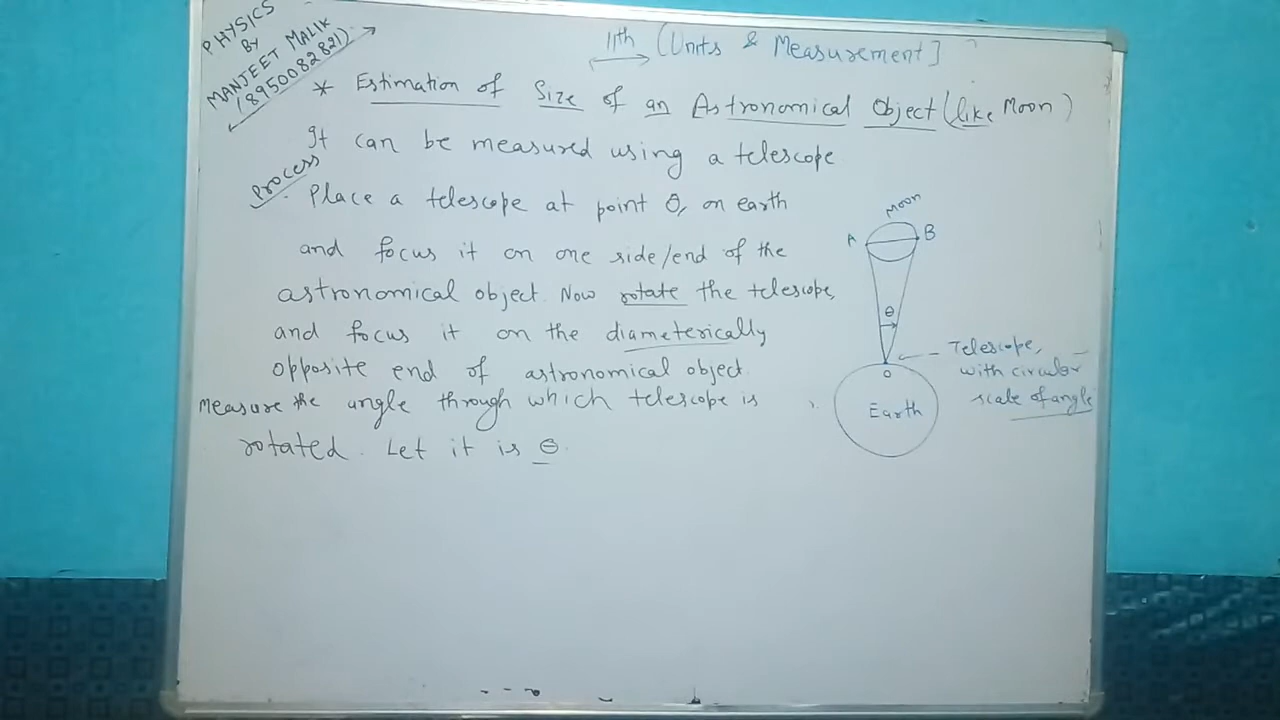 PHYSICS
BY
MANJEET MALIK
(8950082821)
11th (Units & Measurement]
* Estimation of Size of an Astronomical Object (like Moon)
It can be measured using a telescope
Process
. Place a telescope at point O, on earth
and focus it on one side/end of the
astronomical object. Now rotate the telescope,
and focus it on the diameterically
opposite end of astronomical object.
Measure the angle through which telescope is
rotated. Let it is θ.
Moon
A B
θ
O
Earth
Telescope,
with circular
scale of angle